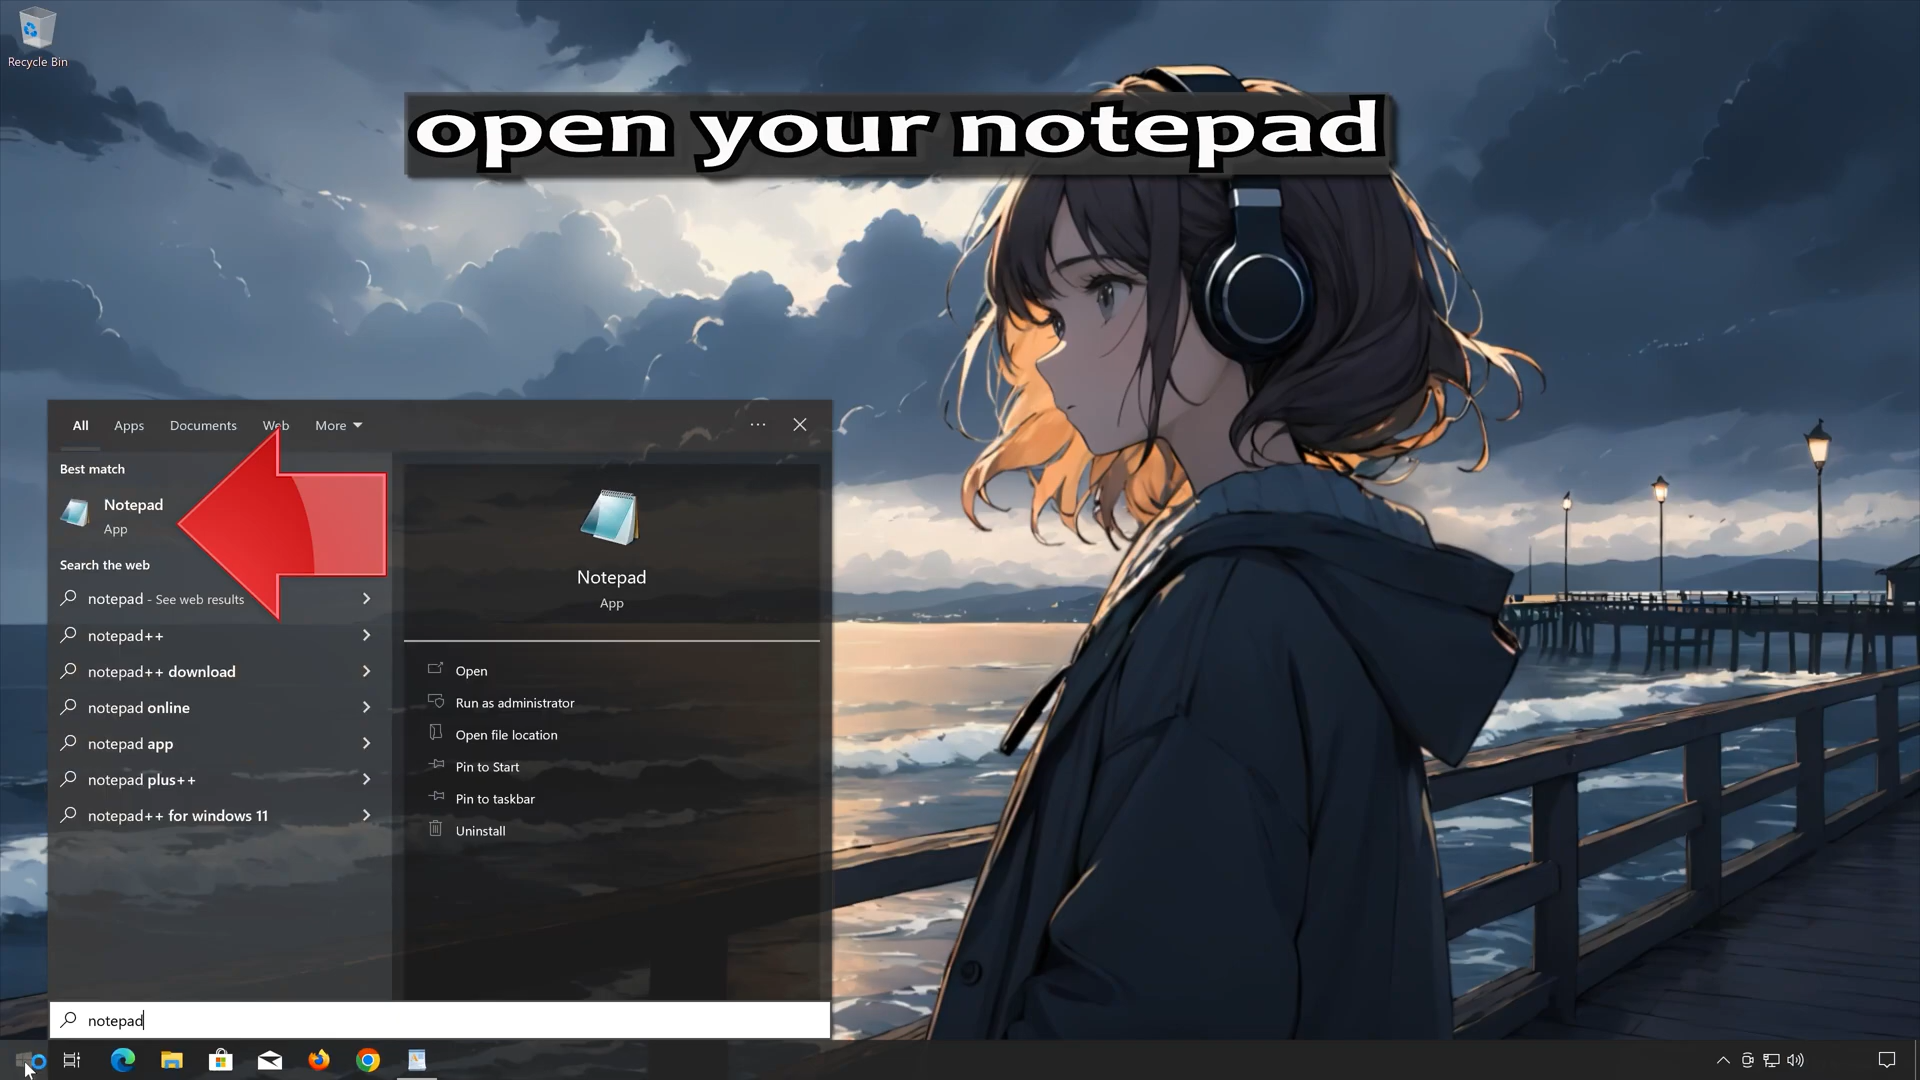 Recycle Bin
open your notepad
All Apps Documents Web More
Best match
Notepad
App
Search the web
notepad - See web results
notepad++
notepad++ download
notepad online
notepad app
notepad plus++
notepad++ for windows 11
Notepad
App
Open
Run as administrator
Open file location
Pin to Start
Pin to taskbar
Uninstall
notepad